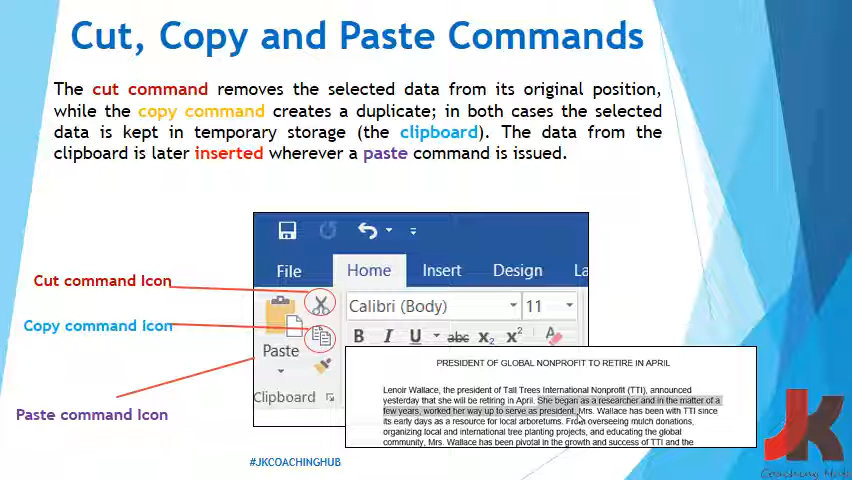 Cut, Copy and Paste Commands
The cut command removes the selected data from its original position,
while the copy command creates a duplicate; in both cases the selected
data is kept in temporary storage (the clipboard). The data from the
clipboard is later inserted wherever a paste command is issued.
File Home Insert Design La
Cut command Icon
Calibri (Body) 11
Copy command icon
B I U abc X₂ X² A
Paste
PRESIDENT OF GLOBAL NONPROFIT TO RETIRE IN APRIL
Clipboard
Lenoir Wallace, the president of Tall Trees International Nonprofit (TTI), announced
yesterday that she will be retiring in April. She began as a researcher and in the matter of a
few years, worked her way up to serve as president. Mrs. Wallace has been with TTI since
its early days as a resource for local arboretums. From overseeing mulch donations,
organizing local and international tree planting projects, and educating the global
community, Mrs. Wallace has been pivotal in the growth and success of TTI and the
Paste command Icon
#JKCOACHINGHUB
JK
Coaching Hub